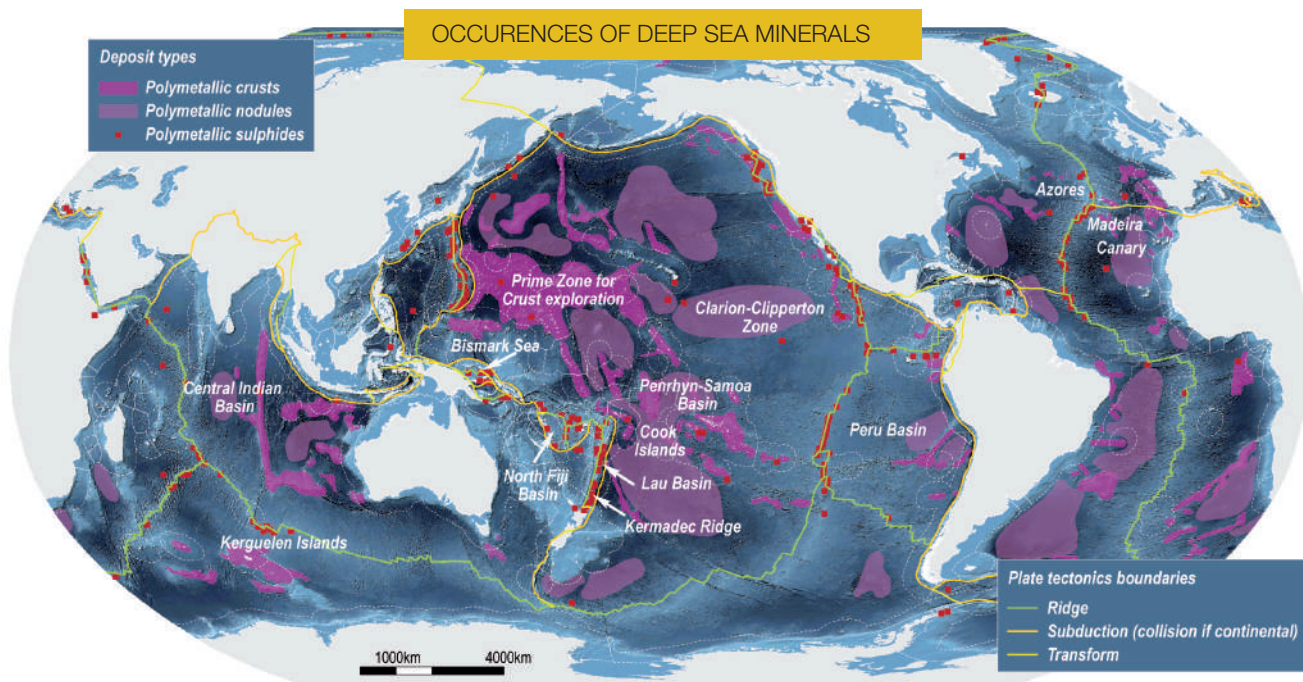 OCCURENCES OF DEEP SEA MINERALS
Deposit types
Polymetallic crusts
Polymetallic nodules
Polymetallic sulphides
Azores
Madeira
Canary
Prime Zone for
Crust exploration
Clarion-Clipperton
Zone
Bismark Sea
Central Indian
Basin
Penrhyn-Samoa
Basin
Cook
Islands
Peru Basin
North Fiji
Basin
Lau Basin
Kermadec Ridge
Kerguelen Islands
Plate tectonics boundaries
Ridge
Subduction (collision if continental)
Transform
1000km
4000km